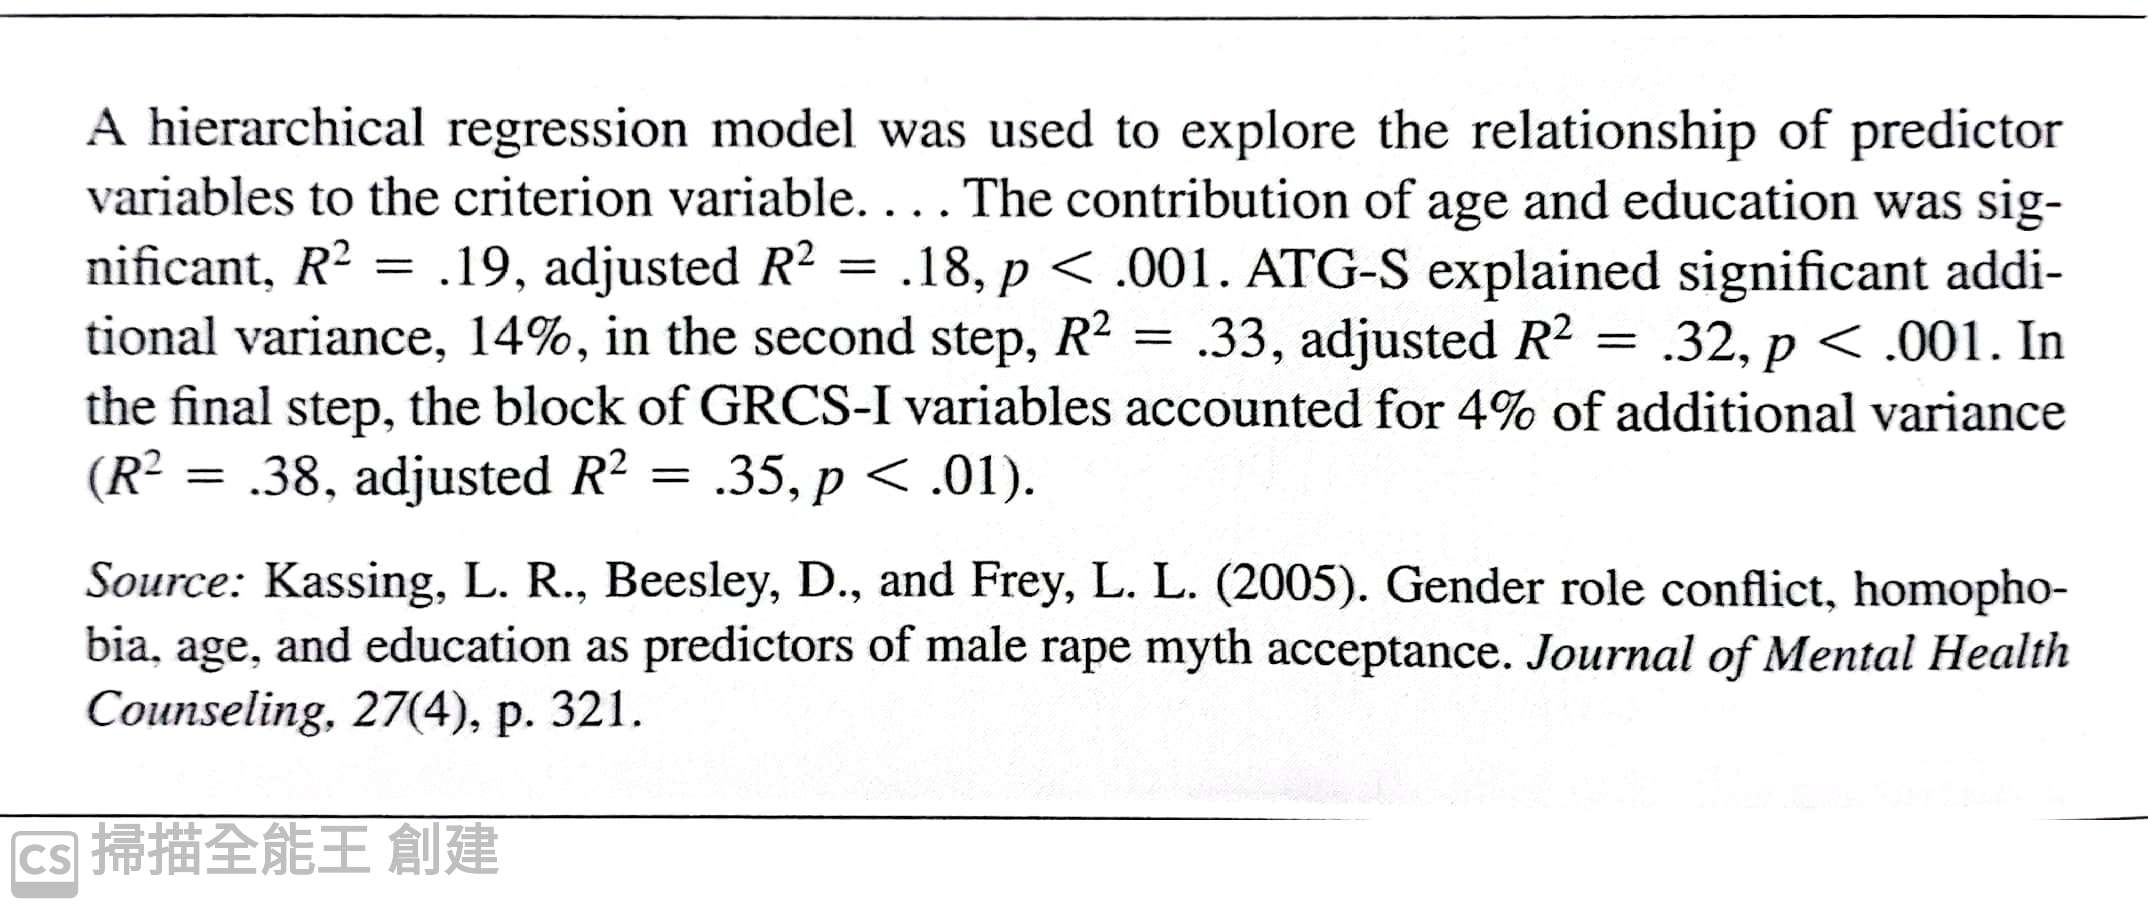 A hierarchical regression model was used to explore the relationship of predictor
variables to the criterion variable. . . . The contribution of age and education was sig-
nificant, R² = .19, adjusted R² = .18, p < .001. ATG-S explained significant addi-
tional variance, 14%, in the second step, R² = .33, adjusted R² = .32, p < .001. In
the final step, the block of GRCS-I variables accounted for 4% of additional variance
(R² = .38, adjusted R² = .35, p < .01).
Source: Kassing, L. R., Beesley, D., and Frey, L. L. (2005). Gender role conflict, homopho-
bia, age, and education as predictors of male rape myth acceptance. Journal of Mental Health
Counseling, 27(4), p. 321.
CS 掃描全能王 創建